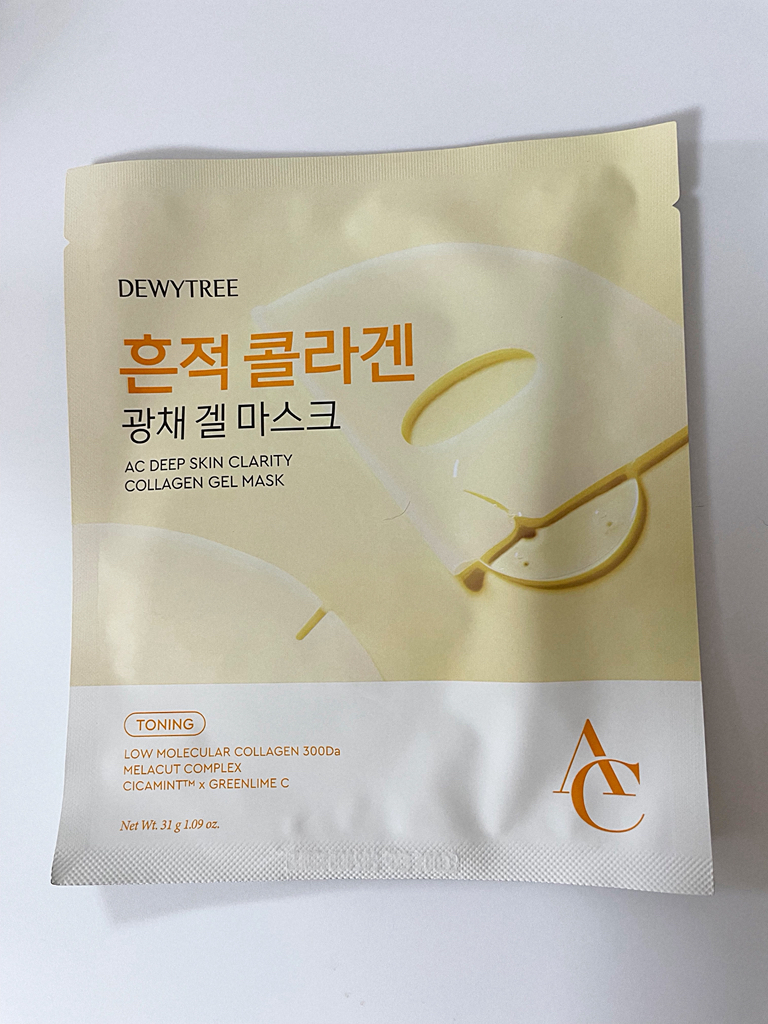 DEWYTREE
흔적 콜라겐
광채 겔 마스크
AC DEEP SKIN CLARITY
COLLAGEN GEL MASK
TONING
LOW MOLECULAR COLLAGEN 300Da
MELACUT COMPLEX
CICAMINT™ x GREENLIME C
Net Wt. 31 g 1.09 oz.
AC